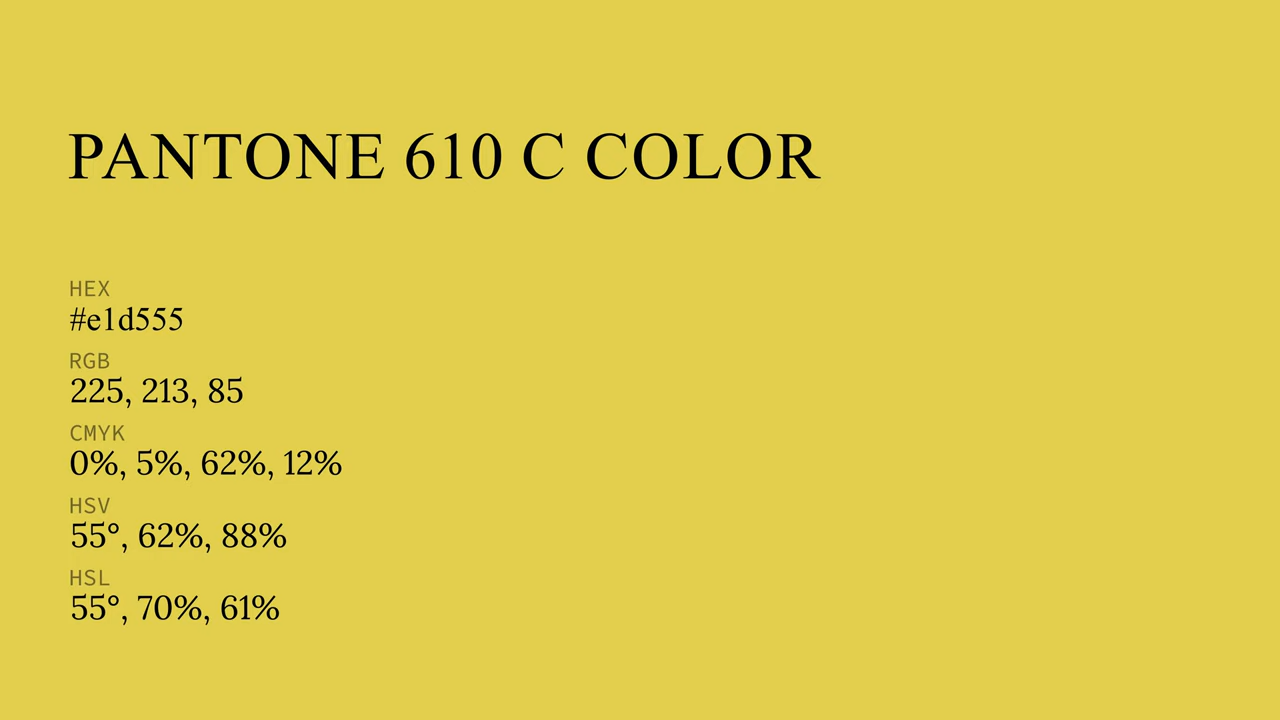 PANTONE 610 C COLOR
HEX
#e1d555
RGB
225, 213, 85
CMYK
0%, 5%, 62%, 12%
HSV
55°, 62%, 88%
HSL
55°, 70%, 61%